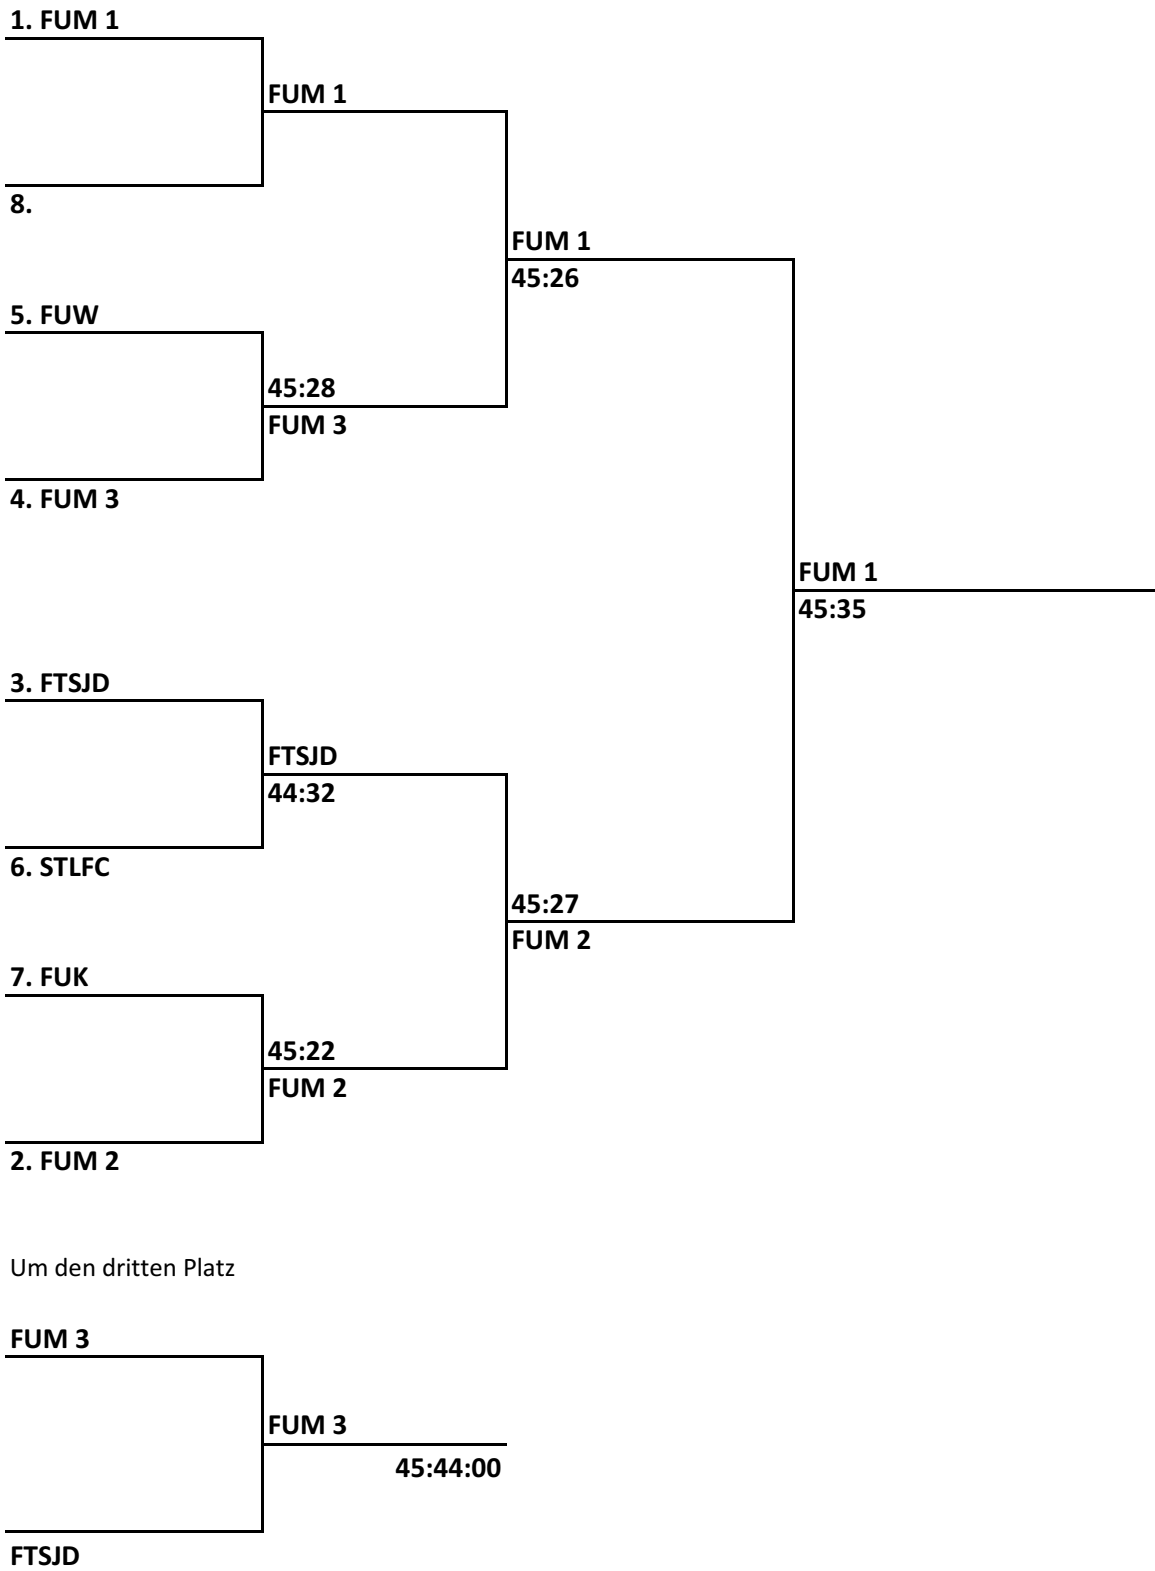 1. FUM 1
FUM 1
8.
FUM 1
45:26
5. FUW
45:28
FUM 3
4. FUM 3
FUM 1
45:35
3. FTSJD
FTSJD
44:32
6. STLFC
45:27
FUM 2
7. FUK
45:22
FUM 2
2. FUM 2
Um den dritten Platz
FUM 3
FUM 3
45:44:00
FTSJD